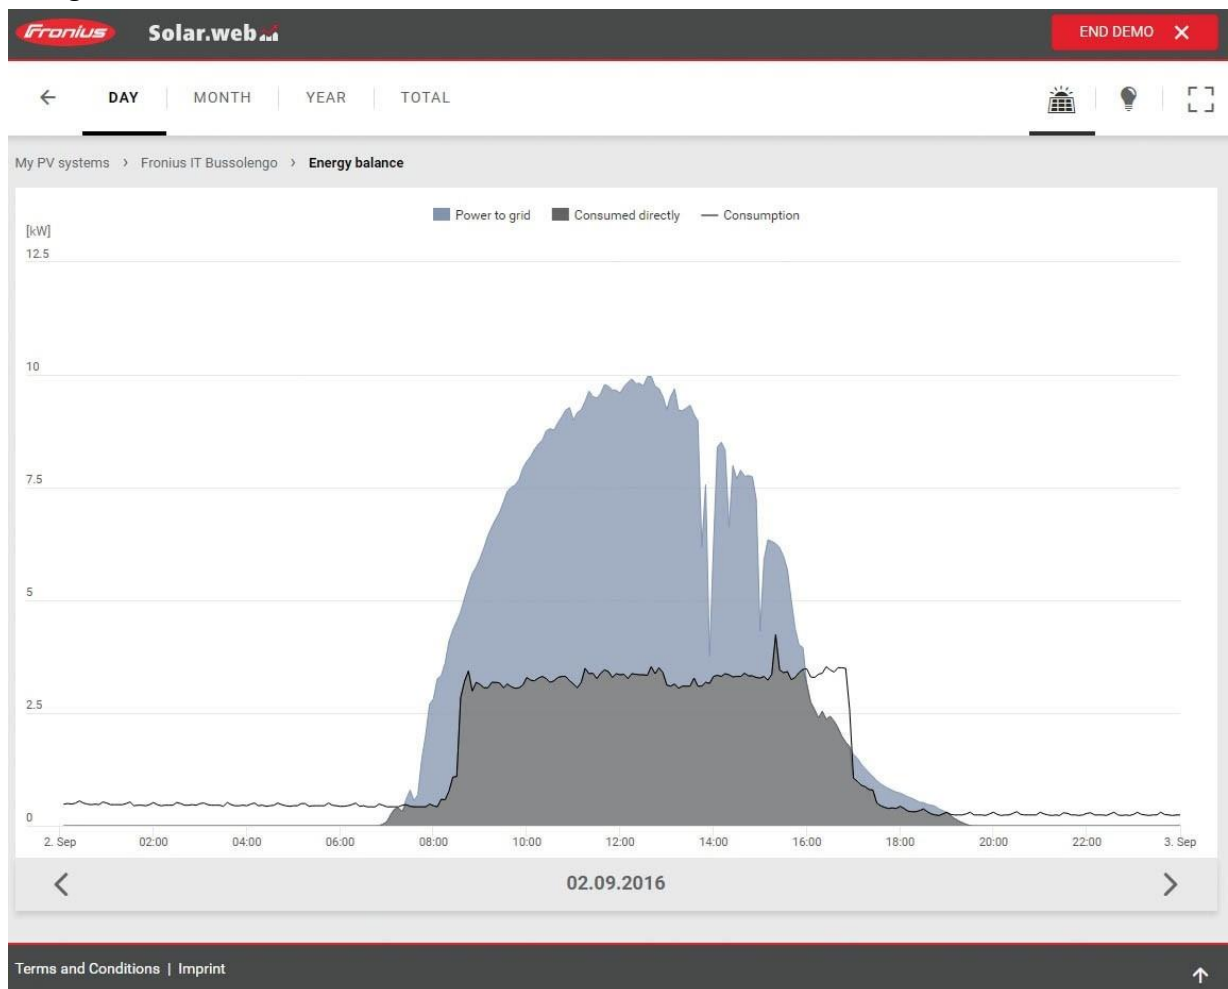 Fronius Solar.web END DEMO
DAY MONTH YEAR TOTAL
My PV systems > Fronius IT Bussolengo > Energy balance
Power to grid Consumed directly Consumption
[kW]
12.5
10
7.5
5
2.5
0
2. Sep 02:00 04:00 06:00 08:00 10:00 12:00 14:00 16:00 18:00 20:00 22:00 3. Sep
02.09.2016
Terms and Conditions | Imprint